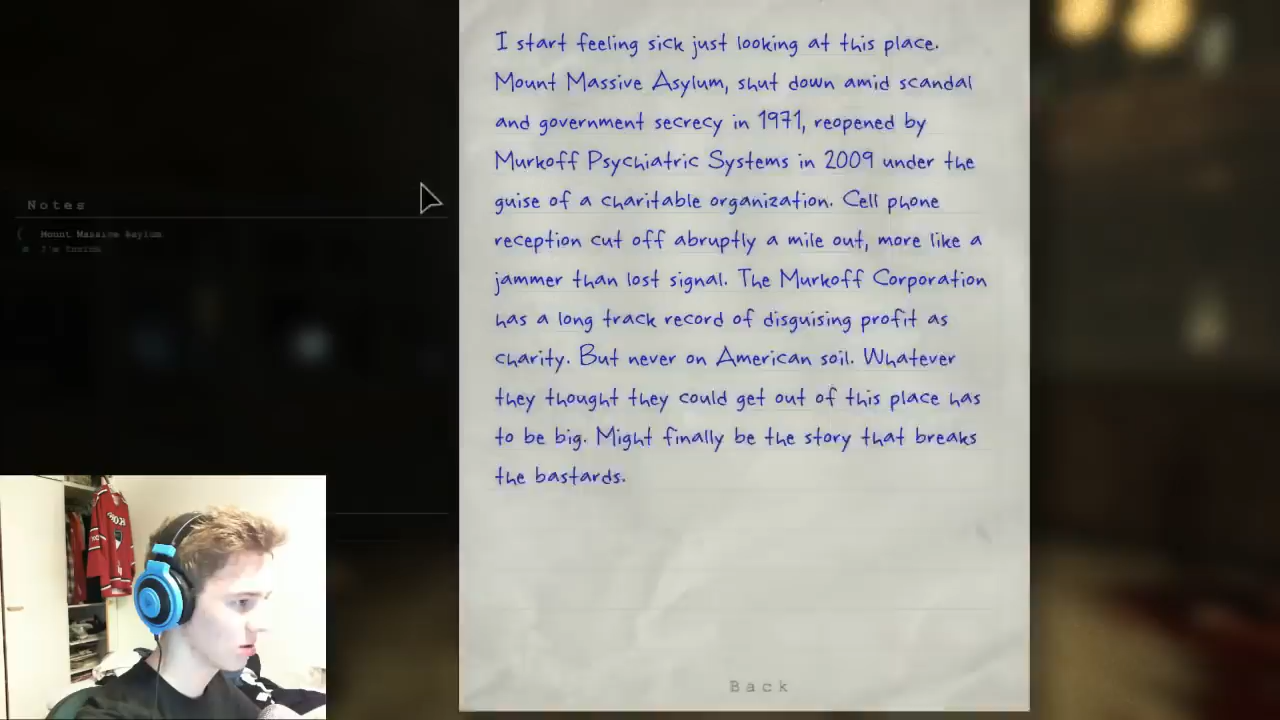 I start feeling sick just looking at this place.
Mount Massive Asylum, shut down amid scandal
and government secrecy in 1971, reopened by
Murkoff Psychiatric Systems in 2009 under the
guise of a charitable organization. Cell phone
reception cut off abruptly a mile out, more like a
jammer than lost signal. The Murkoff Corporation
has a long track record of disguising profit as
charity. But never on American soil. Whatever
they thought they could get out of this place has
to be big. Might finally be the story that breaks
the bastards.
Notes
Mount Massive Asylum
Back